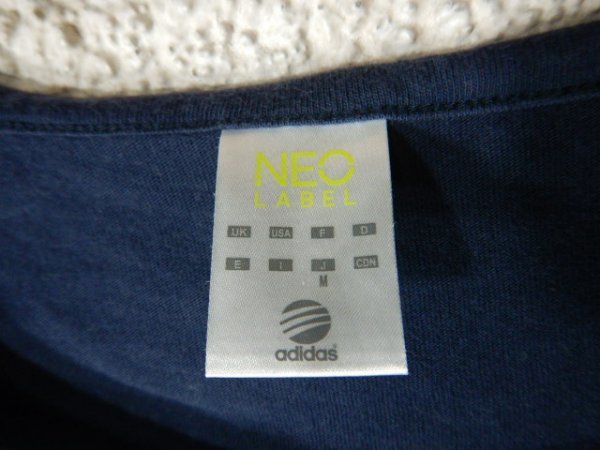 NEO
LABEL
UK USA F D
E I J CDN
M
adidas